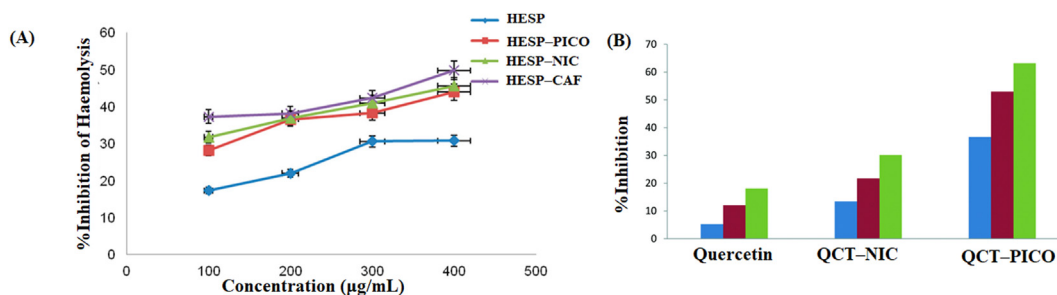 (A)
%Inhibition of Haemolysis
60
50
40
30
20
10
0
0 100 200 300 400 500
Concentration (µg/mL)
HESP
HESP–PICO
HESP–NIC
HESP–CAF
(B)
%Inhibition
70
60
50
40
30
20
10
0
Quercetin QCT–NIC QCT–PICO